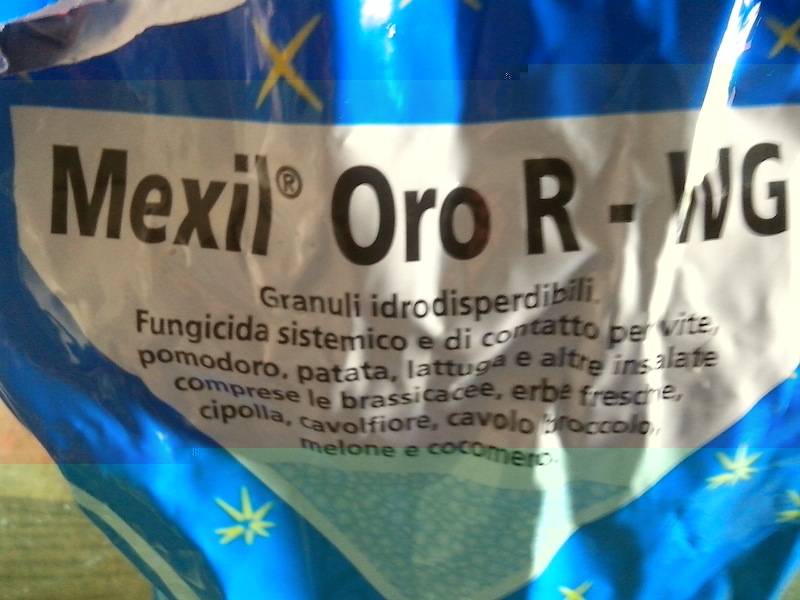 Mexil® Oro R - WG
Granuli idrodisperdibili.
Fungicida sistemico e di contatto per vite,
pomodoro, patata, lattuga e altre insalate
comprese le brassicacee, erbe fresche,
cipolla, cavolfiore, cavolo broccolo,
melone e cocomero.